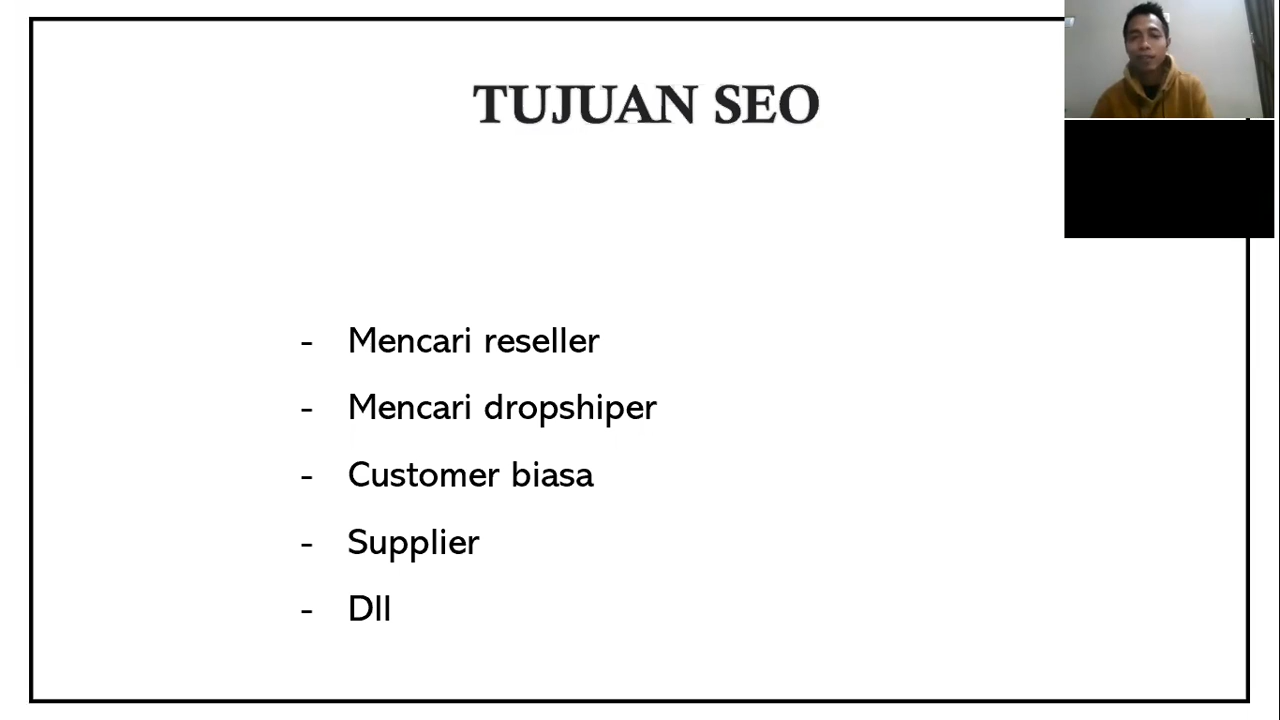 TUJUAN SEO
- Mencari reseller
- Mencari dropshiper
- Customer biasa
- Supplier
- Dll